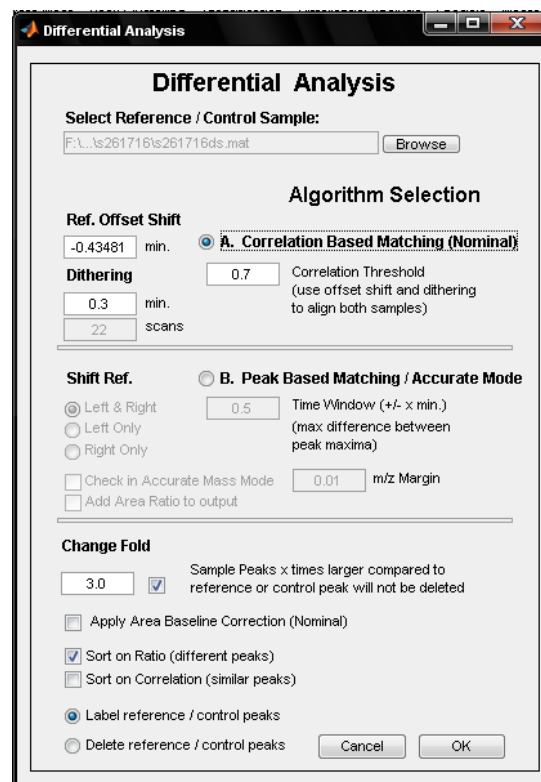 Differential Analysis
Differential Analysis
Select Reference / Control Sample:
F:\...\s261716\s261716ds.mat
Browse
Algorithm Selection
Ref. Offset Shift
-0.43481 min.
A. Correlation Based Matching (Nominal)
Dithering
0.7
Correlation Threshold
(use offset shift and dithering
to align both samples)
0.3 min.
22 scans
Shift Ref.
B. Peak Based Matching / Accurate Mode
Left & Right
Left Only
Right Only
0.5
Time Window (+/- x min.)
(max difference between
peak maxima)
Check in Accurate Mass Mode
0.01 m/z Margin
Add Area Ratio to output
Change Fold
3.0
Sample Peaks x times larger compared to
reference or control peak will not be deleted
Apply Area Baseline Correction (Nominal)
Sort on Ratio (different peaks)
Sort on Correlation (similar peaks)
Label reference / control peaks
Delete reference / control peaks
Cancel
OK